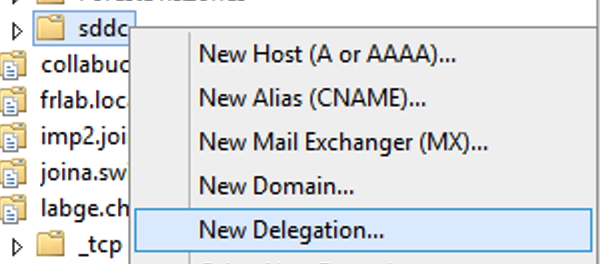 sddc
New Host (A or AAAA)...
collabuc
New Alias (CNAME)...
frlab.loc
imp2.joi
New Mail Exchanger (MX)...
joina.sw
New Domain...
labge.ch
New Delegation...
_tcp